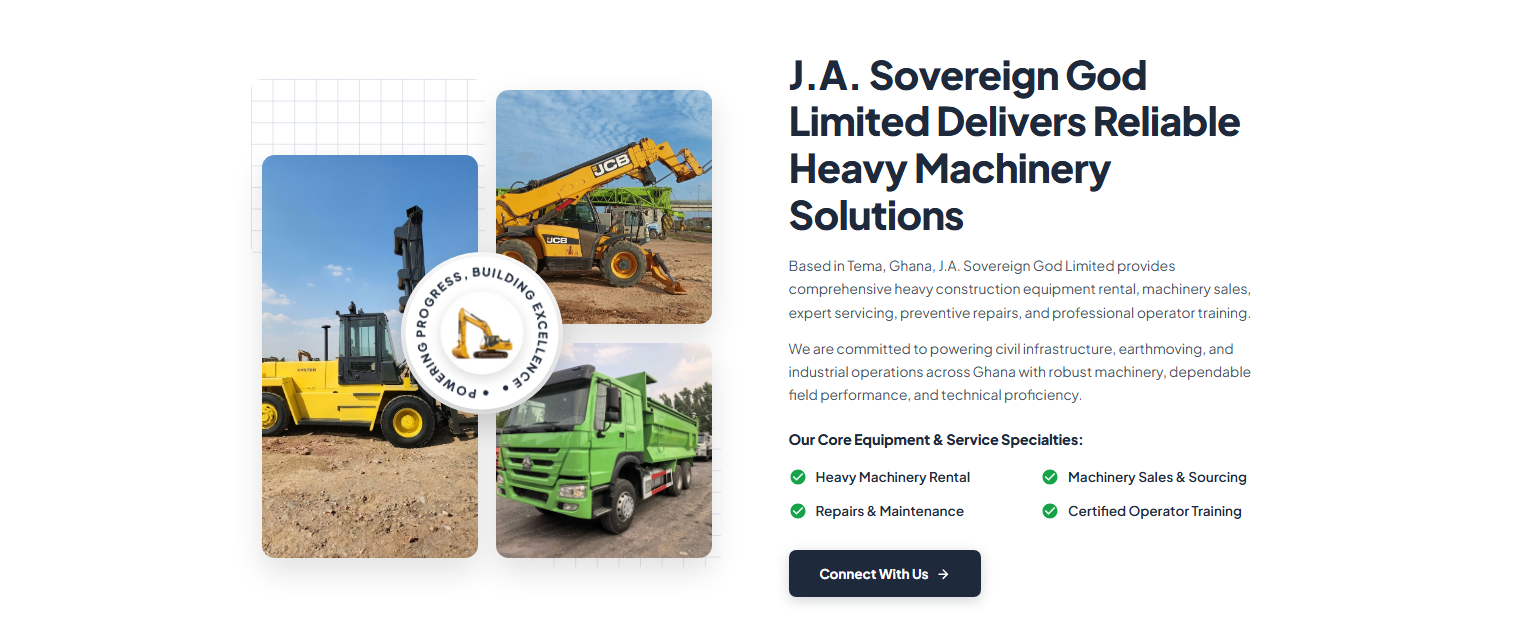 J.A. Sovereign God
Limited Delivers Reliable
Heavy Machinery
Solutions
Based in Tema, Ghana, J.A. Sovereign God Limited provides
comprehensive heavy construction equipment rental, machinery sales,
expert servicing, preventive repairs, and professional operator training.
We are committed to powering civil infrastructure, earthmoving, and
industrial operations across Ghana with robust machinery, dependable
field performance, and technical proficiency.
Our Core Equipment & Service Specialties:
Heavy Machinery Rental
Machinery Sales & Sourcing
Repairs & Maintenance
Certified Operator Training
Connect With Us →
JCB
JCB
HYSTER
POWERING PROGRESS, BUILDING EXCELLENCE • •